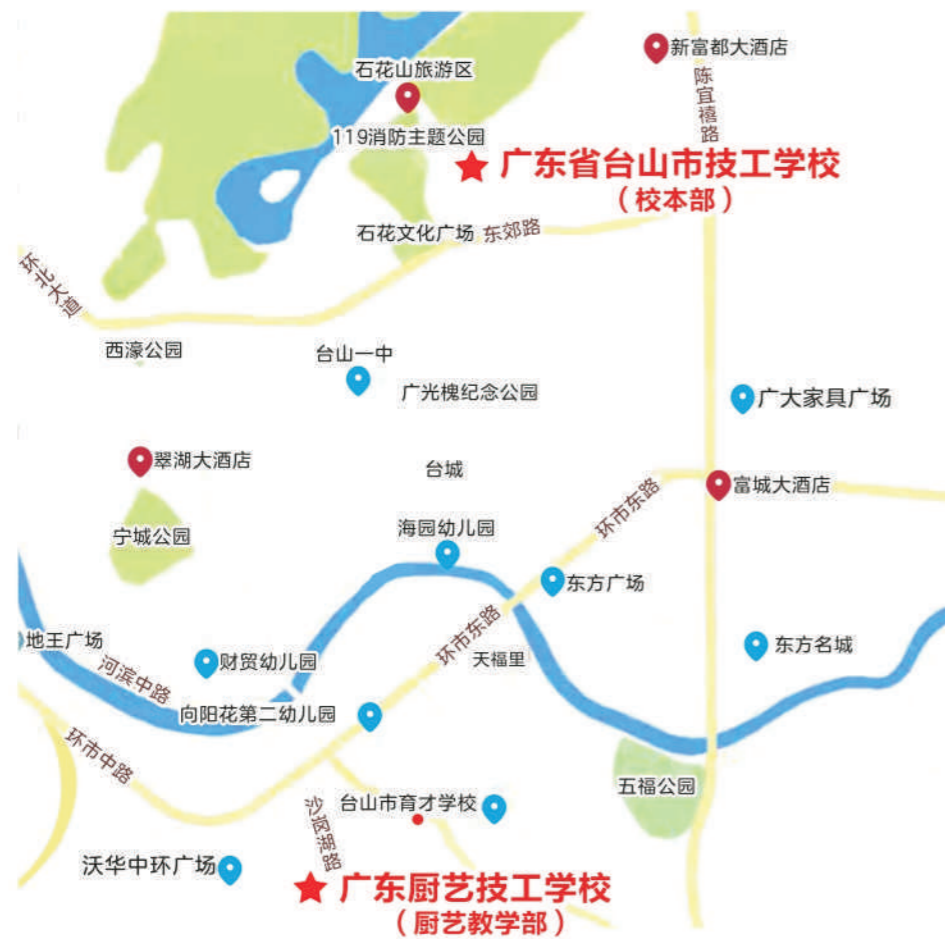 新富都大酒店
石花山旅游区
陈宜禧路
119消防主题公园
广东省台山市技工学校
（校本部）
石花文化广场
东郊路
环北大道
西濠公园
台山一中
广光槐纪念公园
广大家具广场
翠湖大酒店
台城
富城大酒店
环市东路
宁城公园
海园幼儿园
东方广场
地王广场
环市东路
东方名城
河滨中路
财贸幼儿园
天福里
向阳花第二幼儿园
环市中路
五福公园
沙岗湖路
台山市育才学校
沃华中环广场
广东厨艺技工学校
（厨艺教学部）